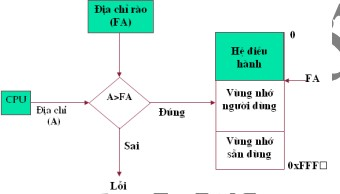 Địa chỉ rào
(FA)
0
Hệ điều
hành
FA
CPU
Địa chỉ
(A)
A>FA
Đúng
Vùng nhớ
người dùng
Sai
Vùng nhớ
sẵn dùng
0xFFF
Lỗi